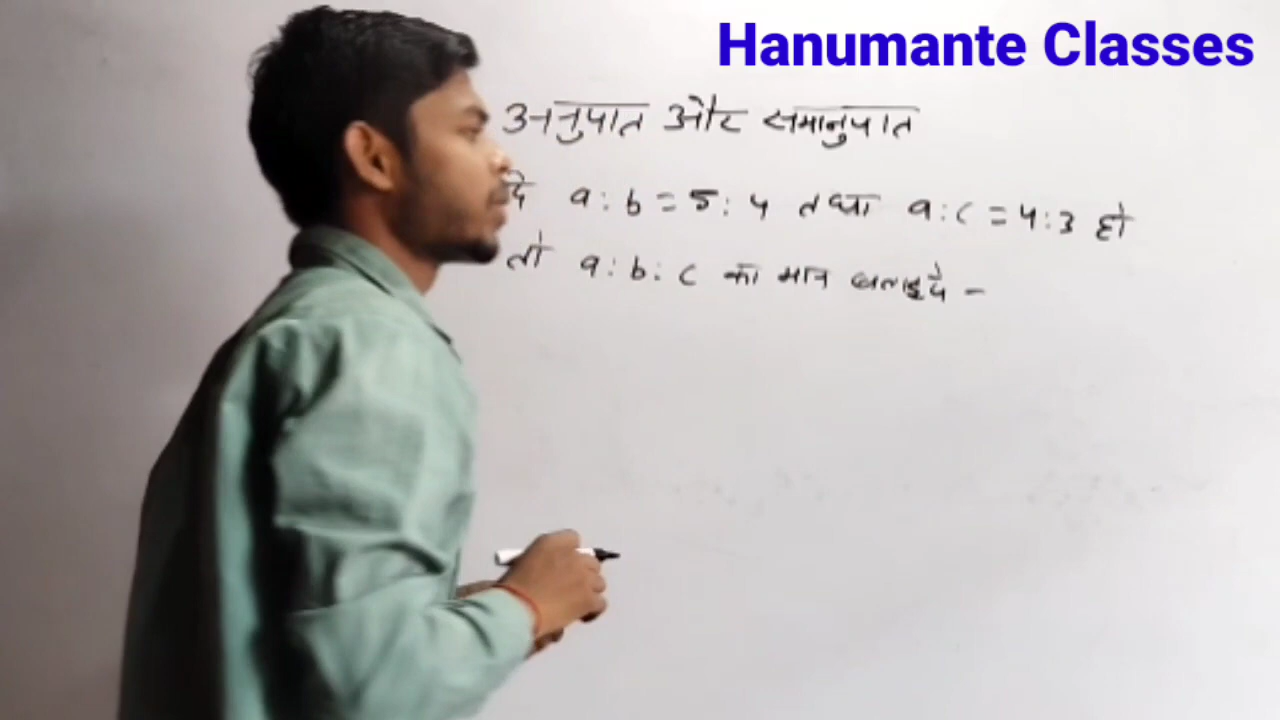 Hanumante Classes
अनुपात और समानुपात
a:b=5:4 तथा a:c=4:3 हो
तो a:b:c का मान बताइये -